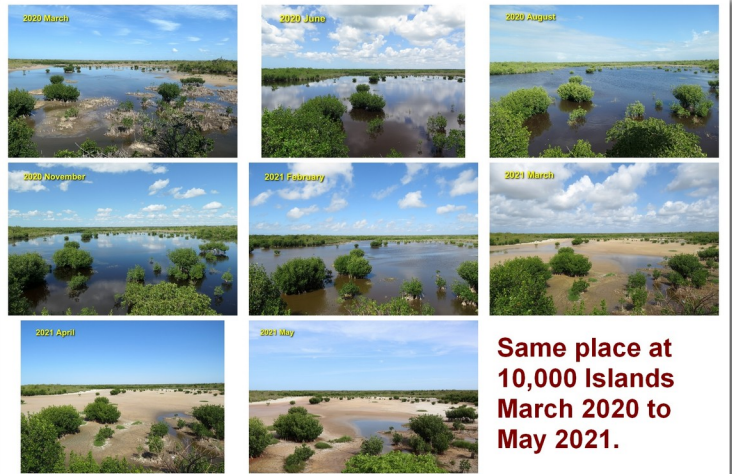 2020 March
2020 June
2020 August
2020 November
2021 February
2021 March
2021 April
2021 May
Same place at
10,000 Islands
March 2020 to
May 2021.